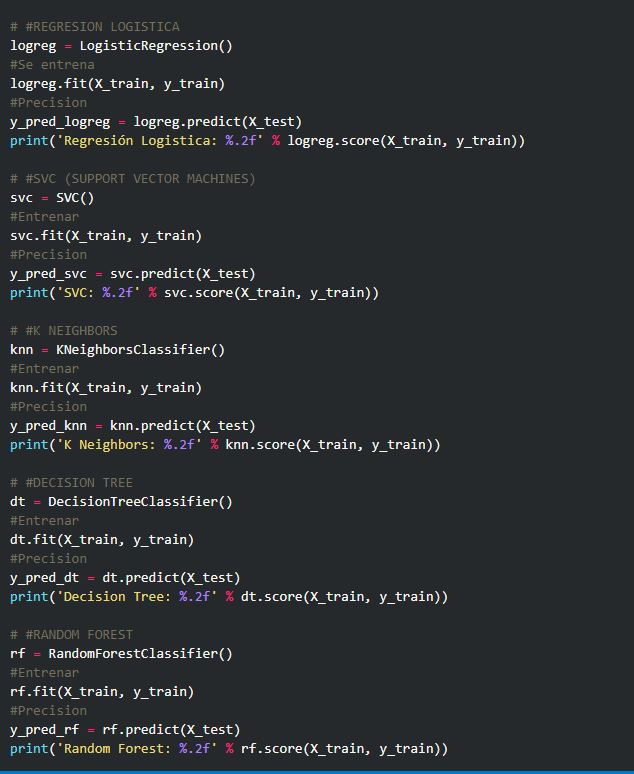 # #REGRESION LOGISTICA
logreg = LogisticRegression()
#Se entrena
logreg.fit(X_train, y_train)
#Precision
y_pred_logreg = logreg.predict(X_test)
print('Regresión Logistica: %.2f' % logreg.score(X_train, y_train))
# #SVC (SUPPORT VECTOR MACHINES)
svc = SVC()
#Entrenar
svc.fit(X_train, y_train)
#Precision
y_pred_svc = svc.predict(X_test)
print('SVC: %.2f' % svc.score(X_train, y_train))
# #K NEIGHBORS
knn = KNeighborsClassifier()
#Entrenar
knn.fit(X_train, y_train)
#Precision
y_pred_knn = knn.predict(X_test)
print('K Neighbors: %.2f' % knn.score(X_train, y_train))
# #DECISION TREE
dt = DecisionTreeClassifier()
#Entrenar
dt.fit(X_train, y_train)
#Precision
y_pred_dt = dt.predict(X_test)
print('Decision Tree: %.2f' % dt.score(X_train, y_train))
# #RANDOM FOREST
rf = RandomForestClassifier()
#Entrenar
rf.fit(X_train, y_train)
#Precision
y_pred_rf = rf.predict(X_test)
print('Random Forest: %.2f' % rf.score(X_train, y_train))